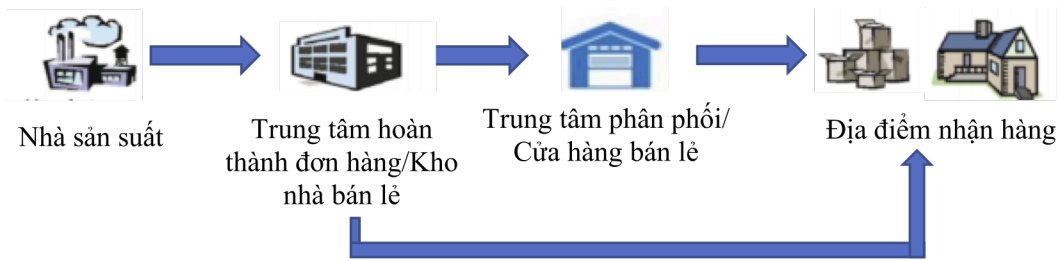 Nhà sản suất
Trung tâm hoàn
thành đơn hàng/Kho
nhà bán lẻ
Trung tâm phân phối/
Cửa hàng bán lẻ
Địa điểm nhận hàng